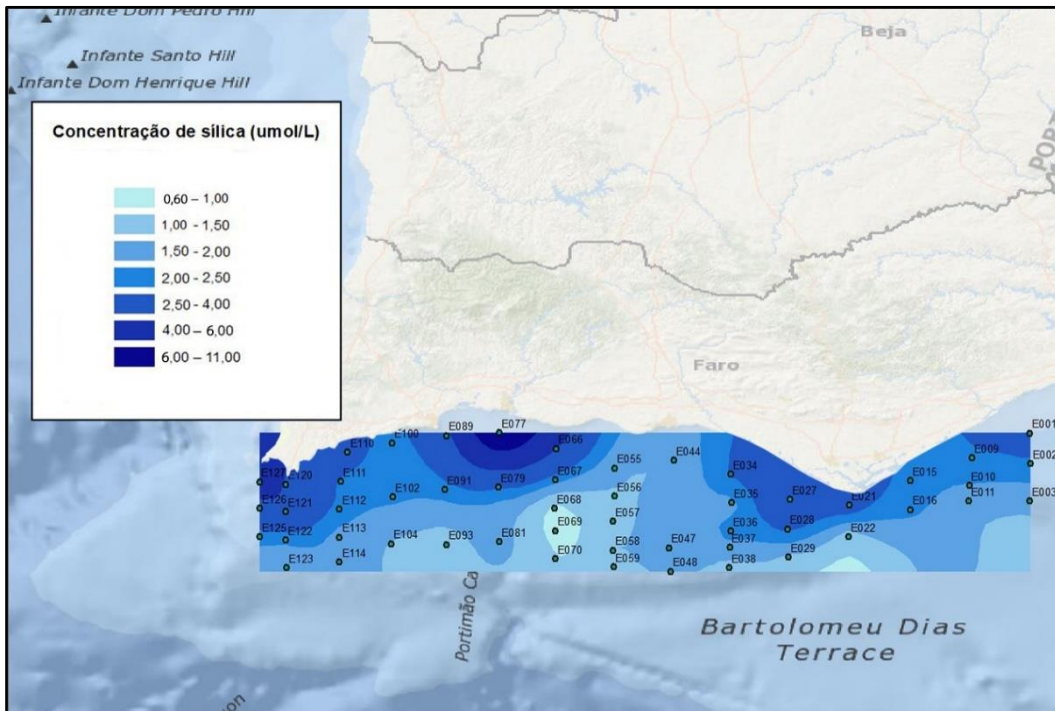 Infante Dom Pedro Hill
Infante Santo Hill
Infante Dom Henrique Hill
Beja
Concentração de sílica (umol/L)
0,60 – 1,00
1,00 - 1,50
1,50 - 2,00
2,00 - 2,50
2,50 - 4,00
4,00 – 6,00
6,00 – 11,00
Faro
E089
E077
E001
E100
E110
E066
E009
E055
E044
E002
E127
E120
E111
E091
E079
E067
E034
E015
E010
E126
E121
E112
E102
E068
E056
E035
E027
E021
E016
E011
E003
E125
E122
E113
E104
E093
E081
E069
E057
E036
E028
E022
E123
E114
E070
E058
E059
E047
E048
E037
E038
E029
Portimão Ca
Bartolomeu Dias
Terrace